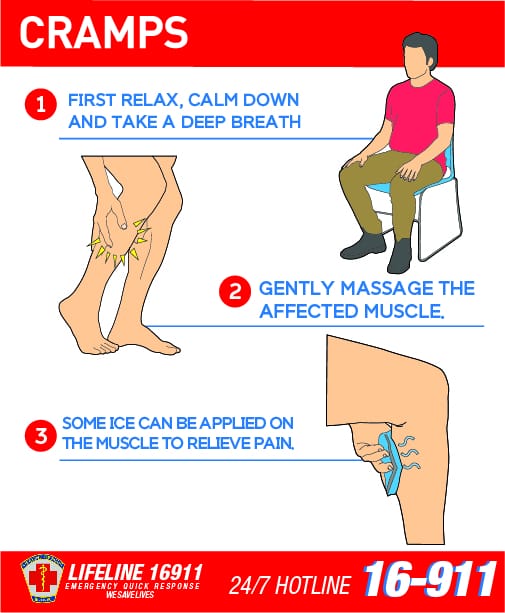 CRAMPS
1 FIRST RELAX, CALM DOWN
AND TAKE A DEEP BREATH
2 GENTLY MASSAGE THE
AFFECTED MUSCLE.
3 SOME ICE CAN BE APPLIED ON
THE MUSCLE TO RELIEVE PAIN.
LIFELINE 16911
EMERGENCY QUICK RESPONSE
WE SAVE LIVES
24/7 HOTLINE 16-911